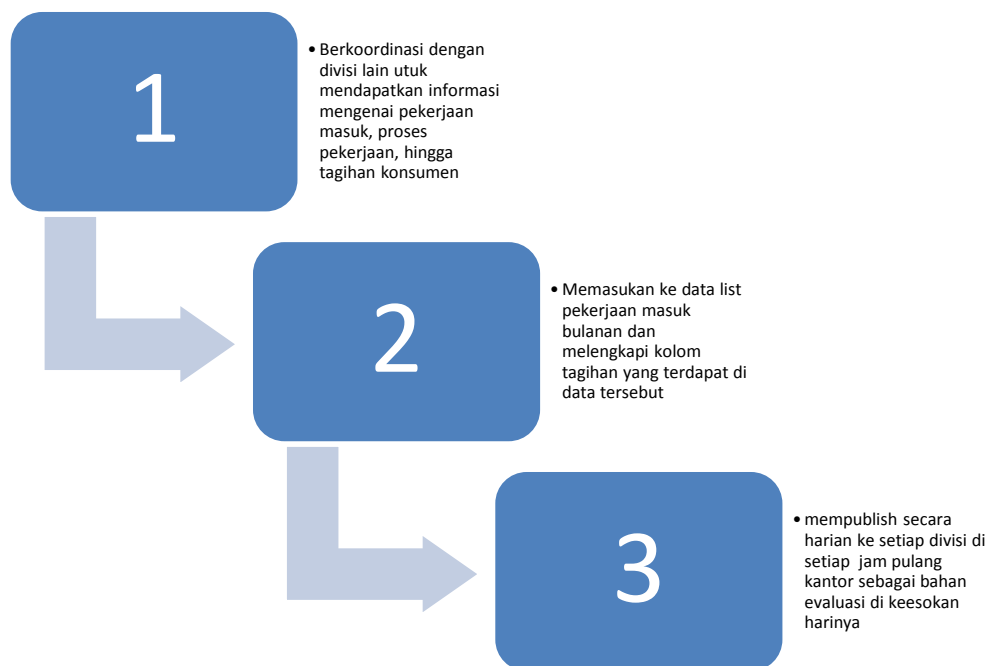 1
• Berkoordinasi dengan
divisi lain utuk
mendapatkan informasi
mengenai pekerjaan
masuk, proses
pekerjaan, hingga
tagihan konsumen
2
• Memasukan ke data list
pekerjaan masuk
bulanan dan
melengkapi kolom
tagihan yang terdapat di
data tersebut
3
• mempublish secara
harian ke setiap divisi di
setiap jam pulang
kantor sebagai bahan
evaluasi di keesokan
harinya